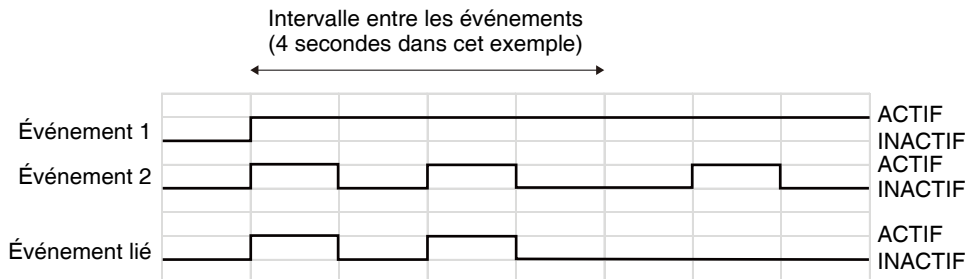 Intervalle entre les événements
(4 secondes dans cet exemple)
Événement 1
ACTIF
INACTIF
Événement 2
ACTIF
INACTIF
Événement lié
ACTIF
INACTIF